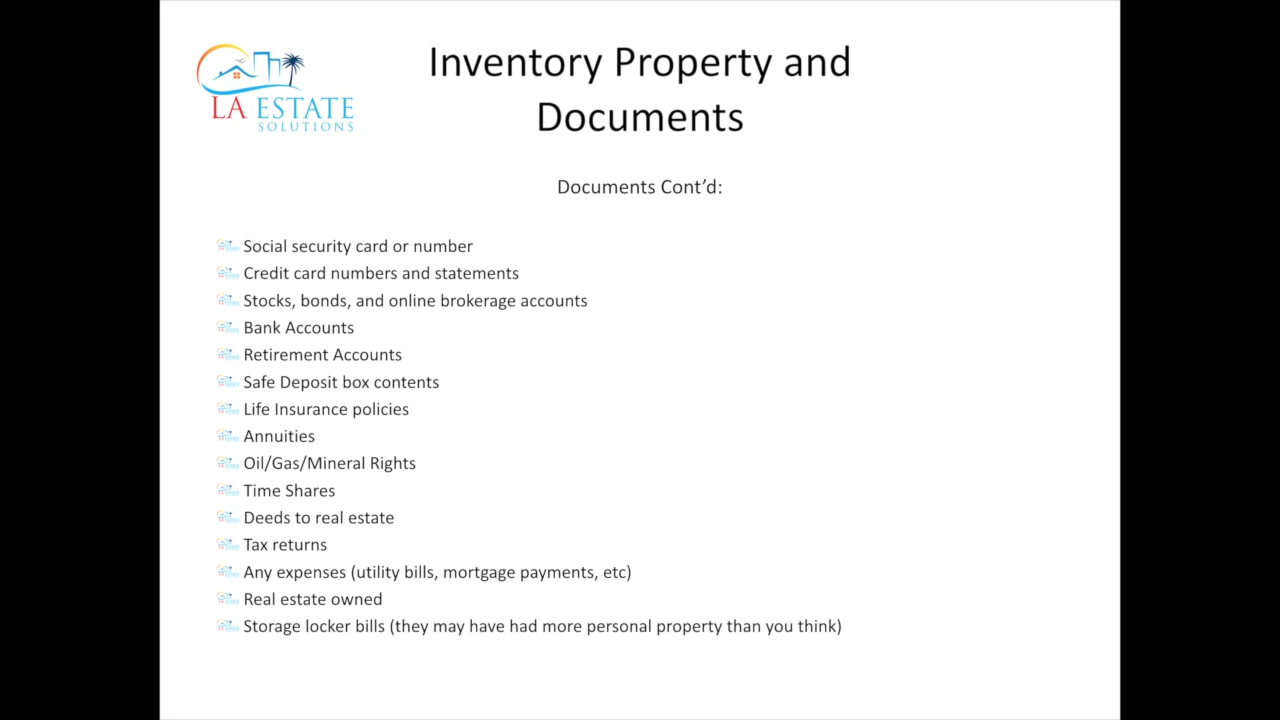 LA ESTATE
SOLUTIONS
Inventory Property and
Documents
Documents Cont’d:
Social security card or number
Credit card numbers and statements
Stocks, bonds, and online brokerage accounts
Bank Accounts
Retirement Accounts
Safe Deposit box contents
Life Insurance policies
Annuities
Oil/Gas/Mineral Rights
Time Shares
Deeds to real estate
Tax returns
Any expenses (utility bills, mortgage payments, etc)
Real estate owned
Storage locker bills (they may have had more personal property than you think)